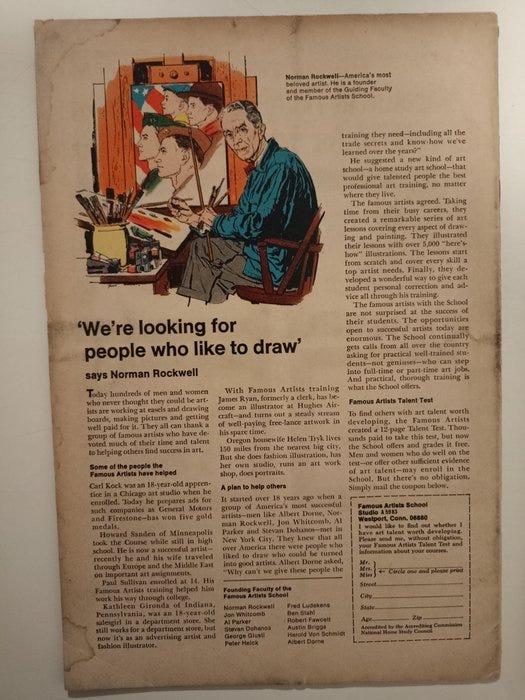 Norman Rockwell—America's most
beloved artist. He is a founder
and member of the Guiding Faculty
of the Famous Artists School.
'We're looking for
people who like to draw'
says Norman Rockwell
Today hundreds of men and women
who never thought they could be art-
ists are working at easels and drawing
boards, making pictures and getting
well paid for it. They all can thank a
group of famous artists who have de-
voted much of their time and talent
to helping others find success in art.
Some of the people the
Famous Artists have helped
Carl Kock was an 18-year-old appren-
tice in a Chicago art studio when he
enrolled. Today he prepares ads for
such companies as General Motors
and Firestone—has won five gold
medals.
Howard Sanden of Minneapolis
took the Course while still in high
school. He is now a successful artist—
recently he and his wife traveled
through Europe and the Middle East
on important art assignments.
Paul Sullivan enrolled at 14. His
Famous Artists training helped him
work his way through college.
Kathleen Gironda of Indiana,
Pennsylvania, was a 18-year-old
salesgirl in a department store. She
still works for a department store, but
now it's as an advertising artist and
fashion illustrator.
With Famous Artists training
James Ryan, formerly a clerk, has be-
come an illustrator at Hughes Air-
craft—and turns out a steady stream
of well-paying free-lance artwork in
his spare time.
Oregon housewife Helen Tryk lives
150 miles from the nearest big city.
But she does fashion illustration, has
her own studio, runs an art work
shop, does portraits.
A plan to help others
It started over 18 years ago when a
group of America's most successful
artists—men like Albert Dorne, Nor-
man Rockwell, Jon Whitcomb, Al
Parker and Stevan Dohanos—met in
New York City. They knew that all
over America there were people who
liked to draw who could be turned
into good artists. Albert Dorne asked,
"Why can't we give these people the
Founding Faculty of the
Famous Artists School
Norman Rockwell
Jon Whitcomb
Al Parker
Stevan Dohanos
George Giusti
Peter Helck
Fred Ludekens
Ben Stahl
Robert Fawcett
Austin Briggs
Harold Von Schmidt
Albert Dorne
training they need—including all the
trade secrets and know-how we've
learned over the years?"
He suggested a new kind of art
school—a home study art school—that
would give talented people the best
professional art training, no matter
where they live.
The famous artists agreed. Taking
time from their busy careers, they
created a remarkable series of art
lessons covering every aspect of draw-
ing and painting. They illustrated
their lessons with over 5,000 "here's-
how" illustrations. The lessons start
from scratch and cover every skill a
top artist needs. Finally, they de-
veloped a wonderful way to give each
student personal correction and ad-
vice all through his training.
The famous artists with the School
are not surprised at the success of
their students. The opportunities
open to successful artists today are
enormous. The School continually
gets calls from all over the country
asking for practical well-trained stu-
dents—not geniuses—who can step
into full-time or part-time art jobs.
And practical, thorough training is
what the School offers.
Famous Artists Talent Test
To find others with art talent worth
developing, the Famous Artists
created a 12-page Talent Test. Thou-
sands paid to take this test, but now
the School offers and grades it free.
Men and women who do well on the
test—or offer other sufficient evidence
of art talent—may enroll in the
School. But there's no obligation.
Simply mail the coupon below.
Famous Artists School
Studio
Westport, Conn. 06880
I would like to find out whether I
have art talent worth developing.
Please send me, without obligation,
your Famous Artists Talent Test and
information about your courses.
Mr.
Mrs. ← Circle one and please print
Miss
Street
City
State
Age Zip
Accredited by the Accrediting Commission
National Home Study Council